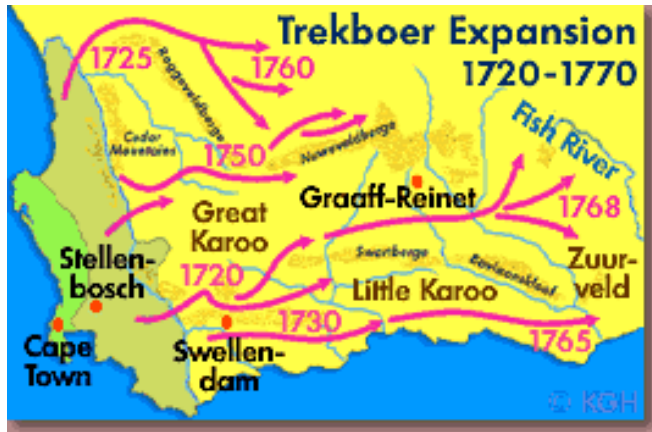 Trekboer Expansion
1720-1770
1725
1760
Roggeveldberge
Fish River
Cedar
Mountains
1750
Nuweveldberge
Graaff-Reinet
1768
Great
Karoo
Stellen-
bosch
1720
Swartberge
Baviaanskloof
Zuur-
veld
Little Karoo
1730
1765
Cape
Town
Swellen-
dam
© KGH